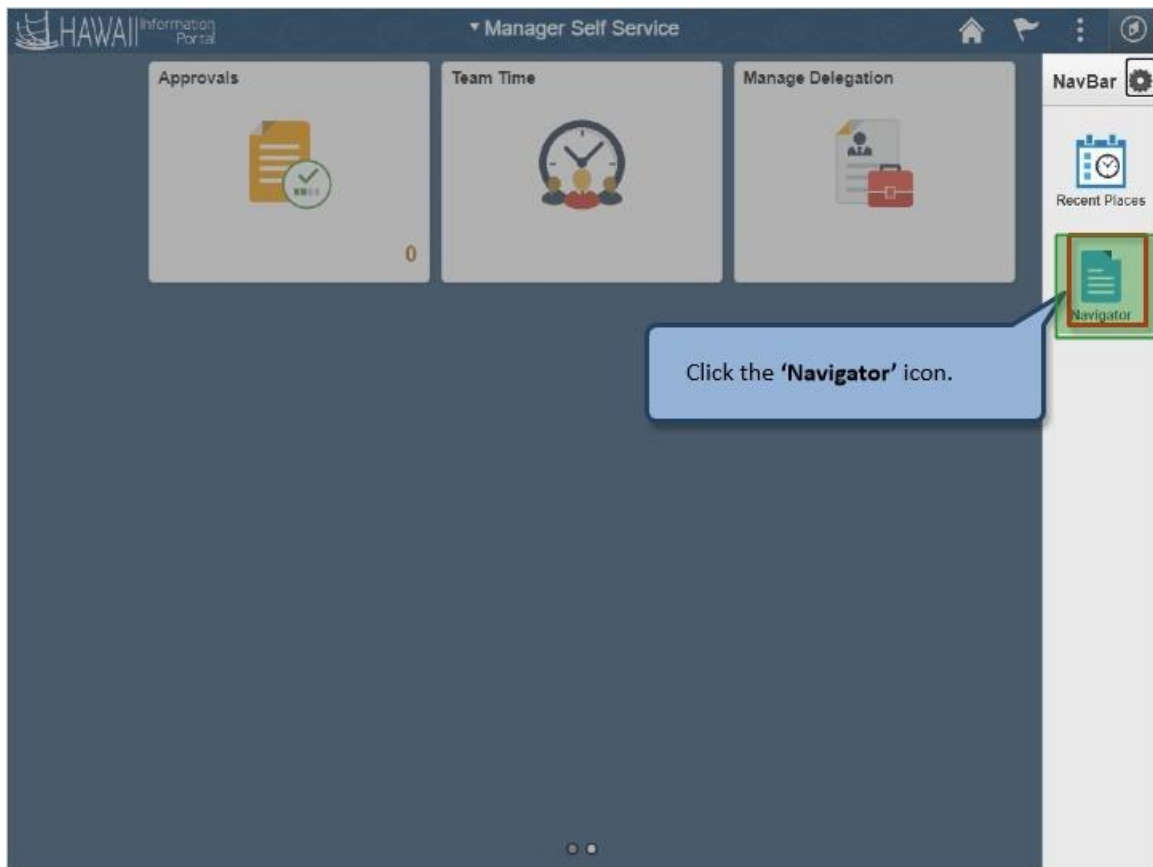 HAWAII Information
Portal
Manager Self Service
Approvals
Team Time
Manage Delegation
NavBar
Recent Places
0
Navigator
Click the ‘Navigator’ icon.